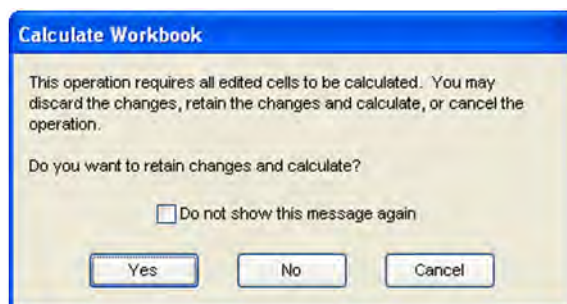 Calculate Workbook
This operation requires all edited cells to be calculated. You may
discard the changes, retain the changes and calculate, or cancel the
operation.
Do you want to retain changes and calculate?
Do not show this message again
Yes No Cancel